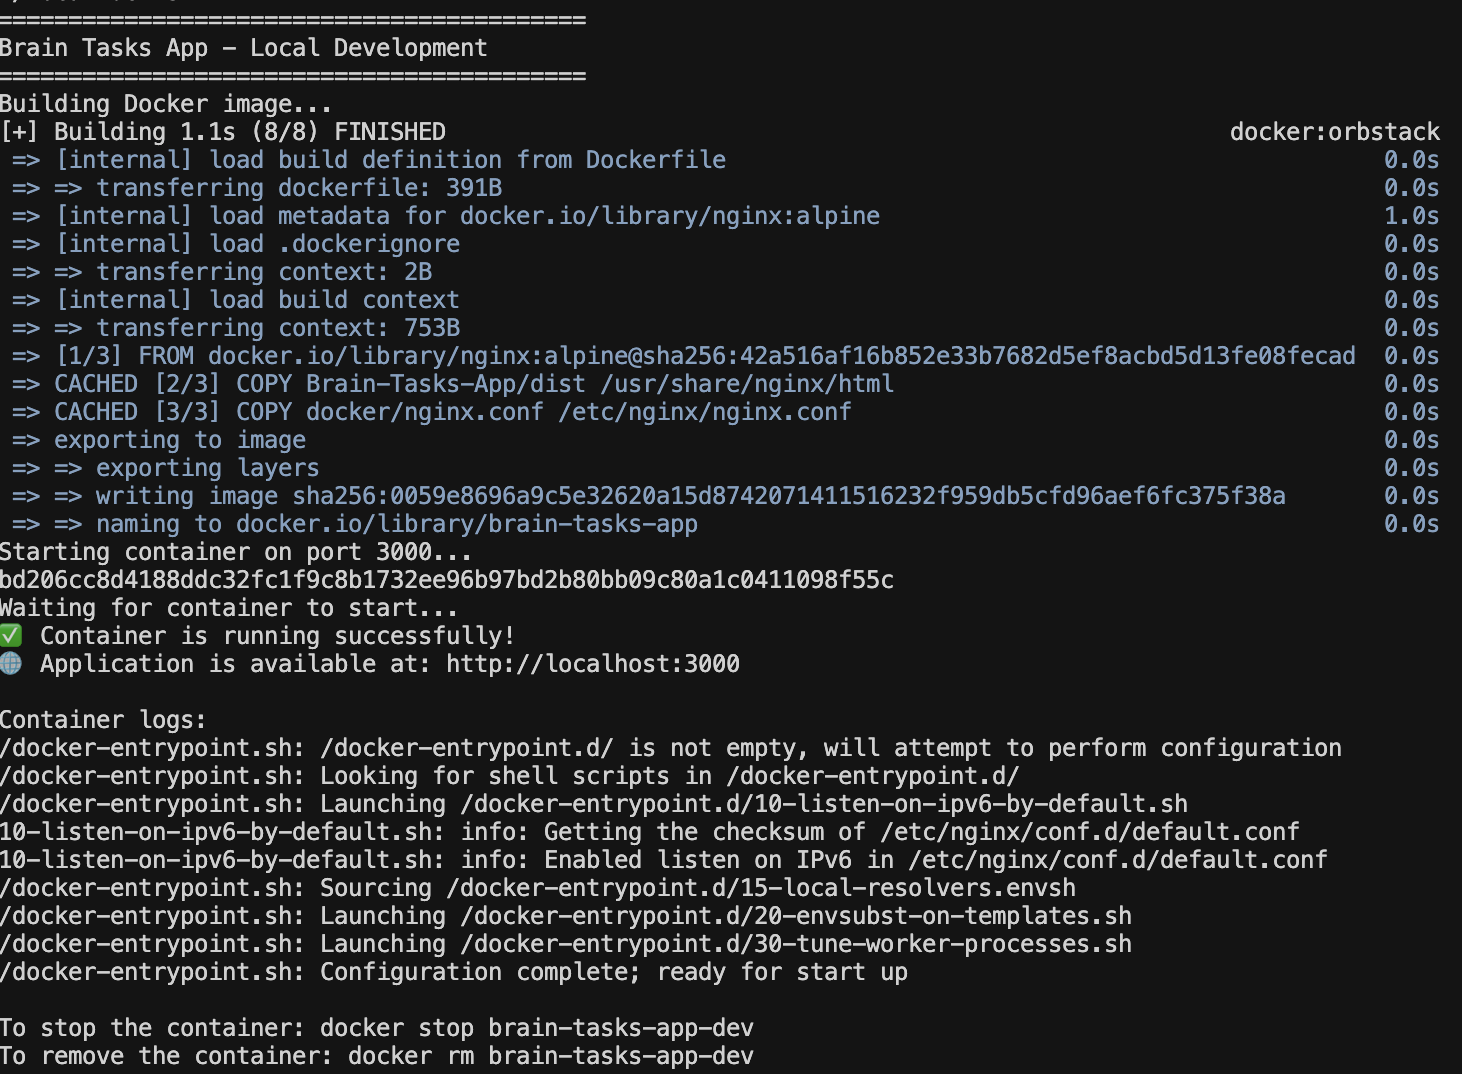 ==========================================
Brain Tasks App - Local Development
==========================================
Building Docker image...
[+] Building 1.1s (8/8) FINISHED docker:orbstack
=> [internal] load build definition from Dockerfile 0.0s
=> => transferring dockerfile: 391B 0.0s
=> [internal] load metadata for docker.io/library/nginx:alpine 1.0s
=> [internal] load .dockerignore 0.0s
=> => transferring context: 2B 0.0s
=> [internal] load build context 0.0s
=> => transferring context: 753B 0.0s
=> [1/3] FROM docker.io/library/nginx:alpine@sha256:42a516af16b852e33b7682d5ef8acbd5d13fe08fecad 0.0s
=> CACHED [2/3] COPY Brain-Tasks-App/dist /usr/share/nginx/html 0.0s
=> CACHED [3/3] COPY docker/nginx.conf /etc/nginx/nginx.conf 0.0s
=> exporting to image 0.0s
=> => exporting layers 0.0s
=> => writing image sha256:0059e8696a9c5e32620a15d8742071411516232f959db5cfd96aef6fc375f38a 0.0s
=> => naming to docker.io/library/brain-tasks-app 0.0s
Starting container on port 3000...
bd206cc8d4188ddc32fc1f9c8b1732ee96b97bd2b80bb09c80a1c0411098f55c
Waiting for container to start...
✅ Container is running successfully!
🌐 Application is available at: http://localhost:3000
Container logs:
/docker-entrypoint.sh: /docker-entrypoint.d/ is not empty, will attempt to perform configuration
/docker-entrypoint.sh: Looking for shell scripts in /docker-entrypoint.d/
/docker-entrypoint.sh: Launching /docker-entrypoint.d/10-listen-on-ipv6-by-default.sh
10-listen-on-ipv6-by-default.sh: info: Getting the checksum of /etc/nginx/conf.d/default.conf
10-listen-on-ipv6-by-default.sh: info: Enabled listen on IPv6 in /etc/nginx/conf.d/default.conf
/docker-entrypoint.sh: Sourcing /docker-entrypoint.d/15-local-resolvers.envsh
/docker-entrypoint.sh: Launching /docker-entrypoint.d/20-envsubst-on-templates.sh
/docker-entrypoint.sh: Launching /docker-entrypoint.d/30-tune-worker-processes.sh
/docker-entrypoint.sh: Configuration complete; ready for start up
To stop the container: docker stop brain-tasks-app-dev
To remove the container: docker rm brain-tasks-app-dev